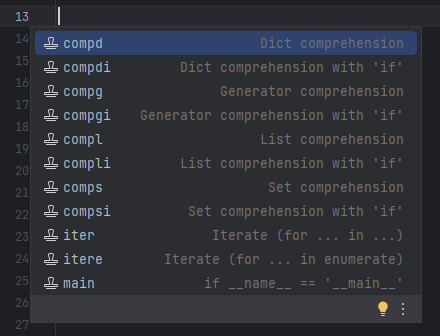 13
14 compd Dict comprehension
15 compdi Dict comprehension with 'if'
16 compg Generator comprehension
17 compgi Generator comprehension with 'if'
18 compl List comprehension
19 compli List comprehension with 'if'
20 comps Set comprehension
21 compsi Set comprehension with 'if'
22
23 iter Iterate (for ... in ...)
24 itere Iterate (for ... in enumerate)
25 main if __name__ == '__main__'
26
27